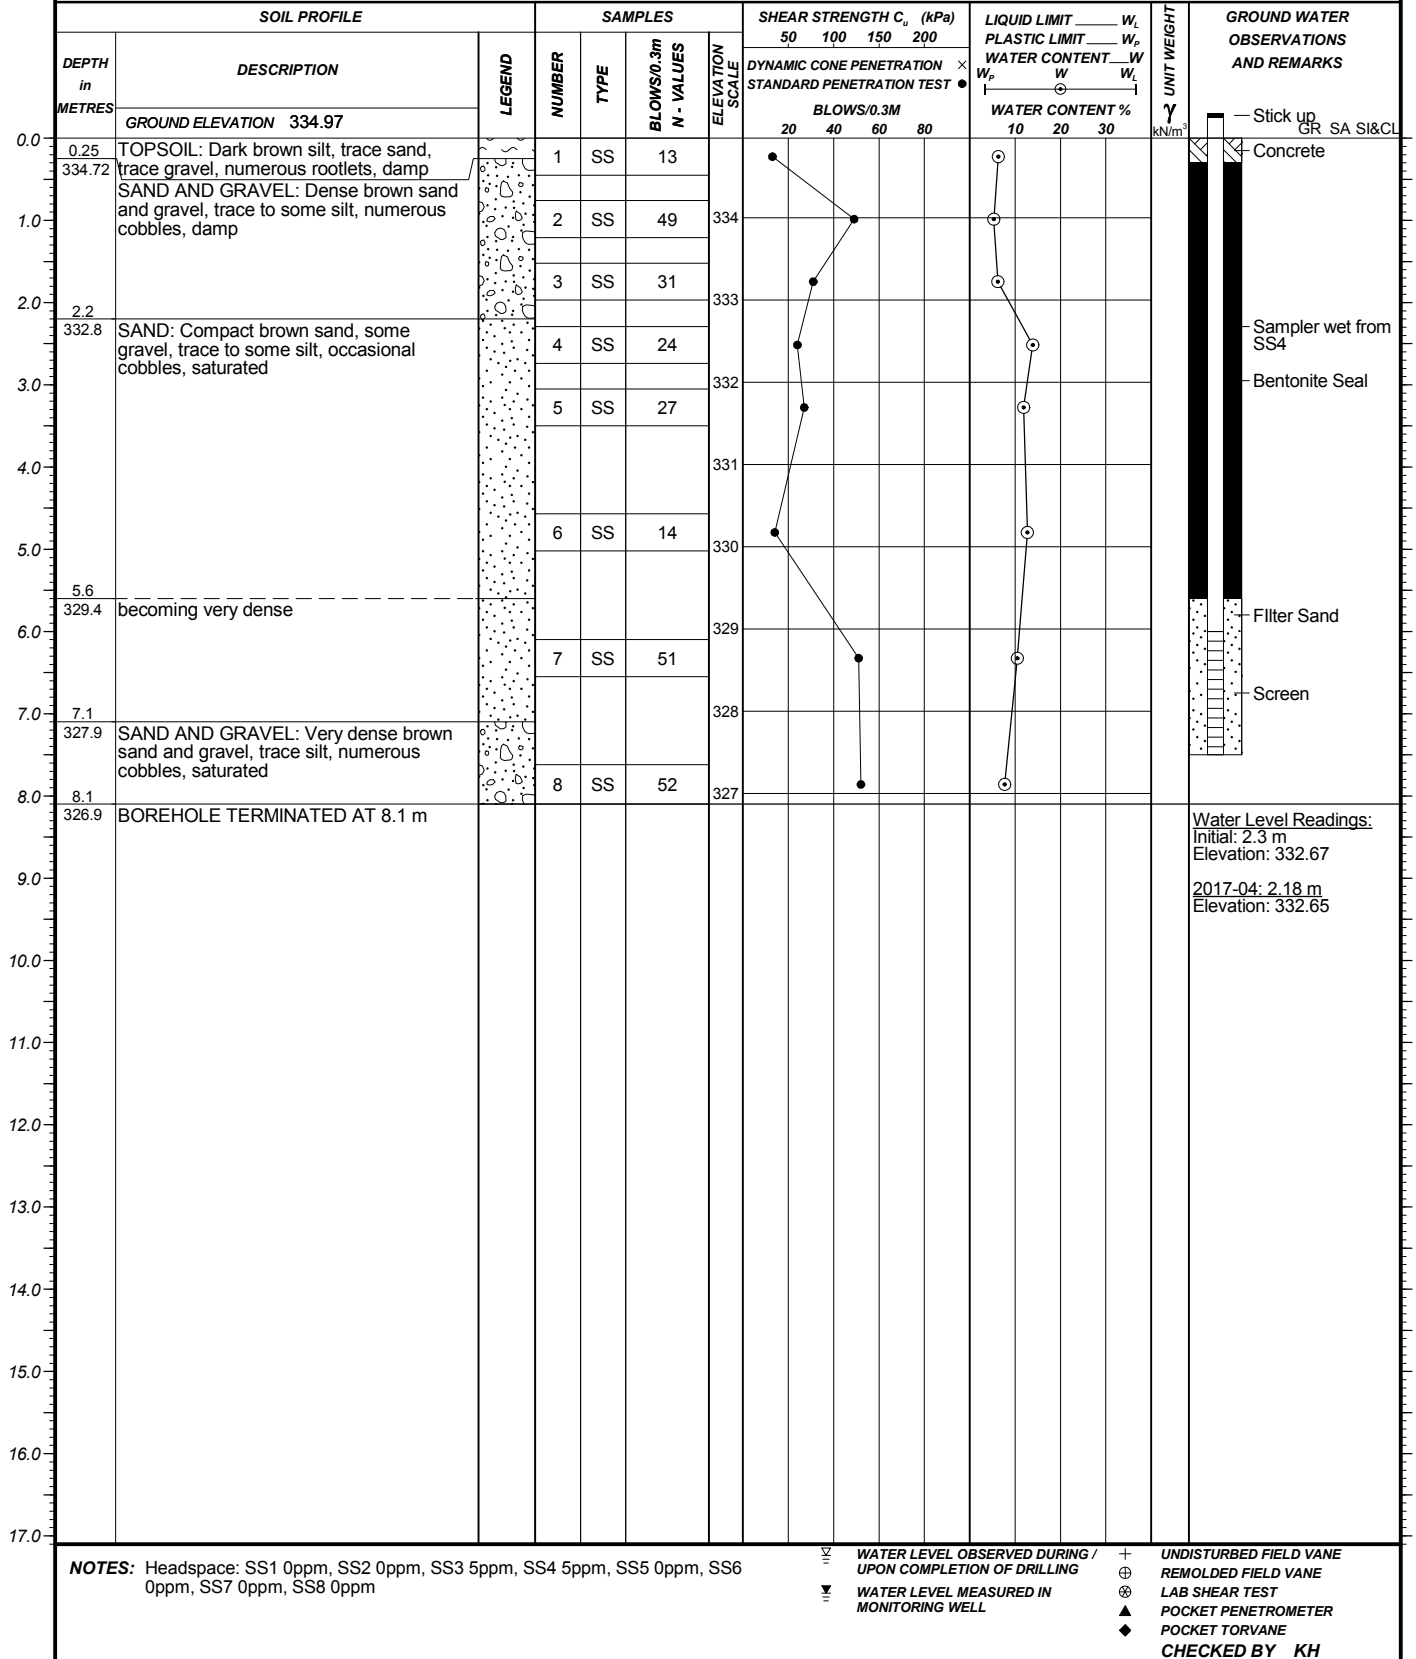 SOIL PROFILE
SAMPLES
SHEAR STRENGTH Cu (kPa)
50 100 150 200
DYNAMIC CONE PENETRATION ×
STANDARD PENETRATION TEST ●
BLOWS/0.3M
20 40 60 80
LIQUID LIMIT ______ WL
PLASTIC LIMIT _____ WP
WATER CONTENT___W
WP W WL
WATER CONTENT %
10 20 30
UNIT WEIGHT
γ
kN/m³
GROUND WATER
OBSERVATIONS
AND REMARKS
DEPTH
in
METRES
DESCRIPTION
GROUND ELEVATION 334.97
LEGEND
NUMBER
TYPE
BLOWS/0.3m
N - VALUES
ELEVATION
SCALE
Stick up
GR SA SI&CL
Concrete
0.0
0.25
334.72
TOPSOIL: Dark brown silt, trace sand,
trace gravel, numerous rootlets, damp
1 SS 13
SAND AND GRAVEL: Dense brown sand
and gravel, trace to some silt, numerous
cobbles, damp
1.0
2 SS 49
334
3 SS 31
333
2.0
2.2
332.8
SAND: Compact brown sand, some
gravel, trace to some silt, occasional
cobbles, saturated
4 SS 24
Sampler wet from
SS4
3.0
332
Bentonite Seal
5 SS 27
4.0
331
6 SS 14
5.0
330
5.6
329.4
becoming very dense
6.0
329
FIlter Sand
7 SS 51
Screen
7.0
328
7.1
327.9
SAND AND GRAVEL: Very dense brown
sand and gravel, trace silt, numerous
cobbles, saturated
8 SS 52
8.0
327
8.1
326.9
BOREHOLE TERMINATED AT 8.1 m
Water Level Readings:
Initial: 2.3 m
Elevation: 332.67
2017-04: 2.18 m
Elevation: 332.65
9.0
10.0
11.0
12.0
13.0
14.0
15.0
16.0
17.0
NOTES: Headspace: SS1 0ppm, SS2 0ppm, SS3 5ppm, SS4 5ppm, SS5 0ppm, SS6
0ppm, SS7 0ppm, SS8 0ppm
WATER LEVEL OBSERVED DURING /
UPON COMPLETION OF DRILLING
WATER LEVEL MEASURED IN
MONITORING WELL
UNDISTURBED FIELD VANE
REMOLDED FIELD VANE
LAB SHEAR TEST
POCKET PENETROMETER
POCKET TORVANE
CHECKED BY KH